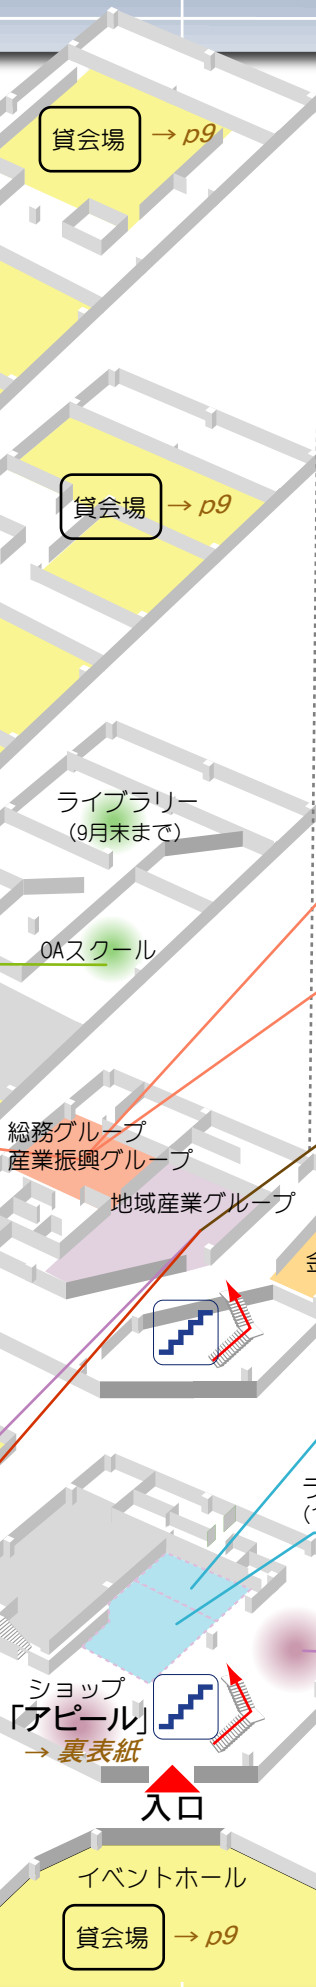 貸会場 → p9
貸会場 → p9
ライブラリー
(9月末まで)
OAスクール
総務グループ
産業振興グループ
地域産業グループ
ショップ
「アピール」
→ 裏表紙
入口
イベントホール
貸会場 → p9